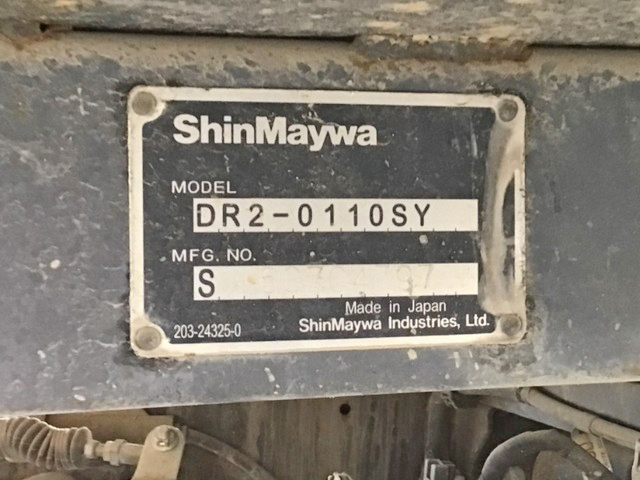 ShinMaywa
MODEL
DR2-0110SY
MFG. NO.
S
Made in Japan
203-24325-0
ShinMaywa Industries, Ltd.